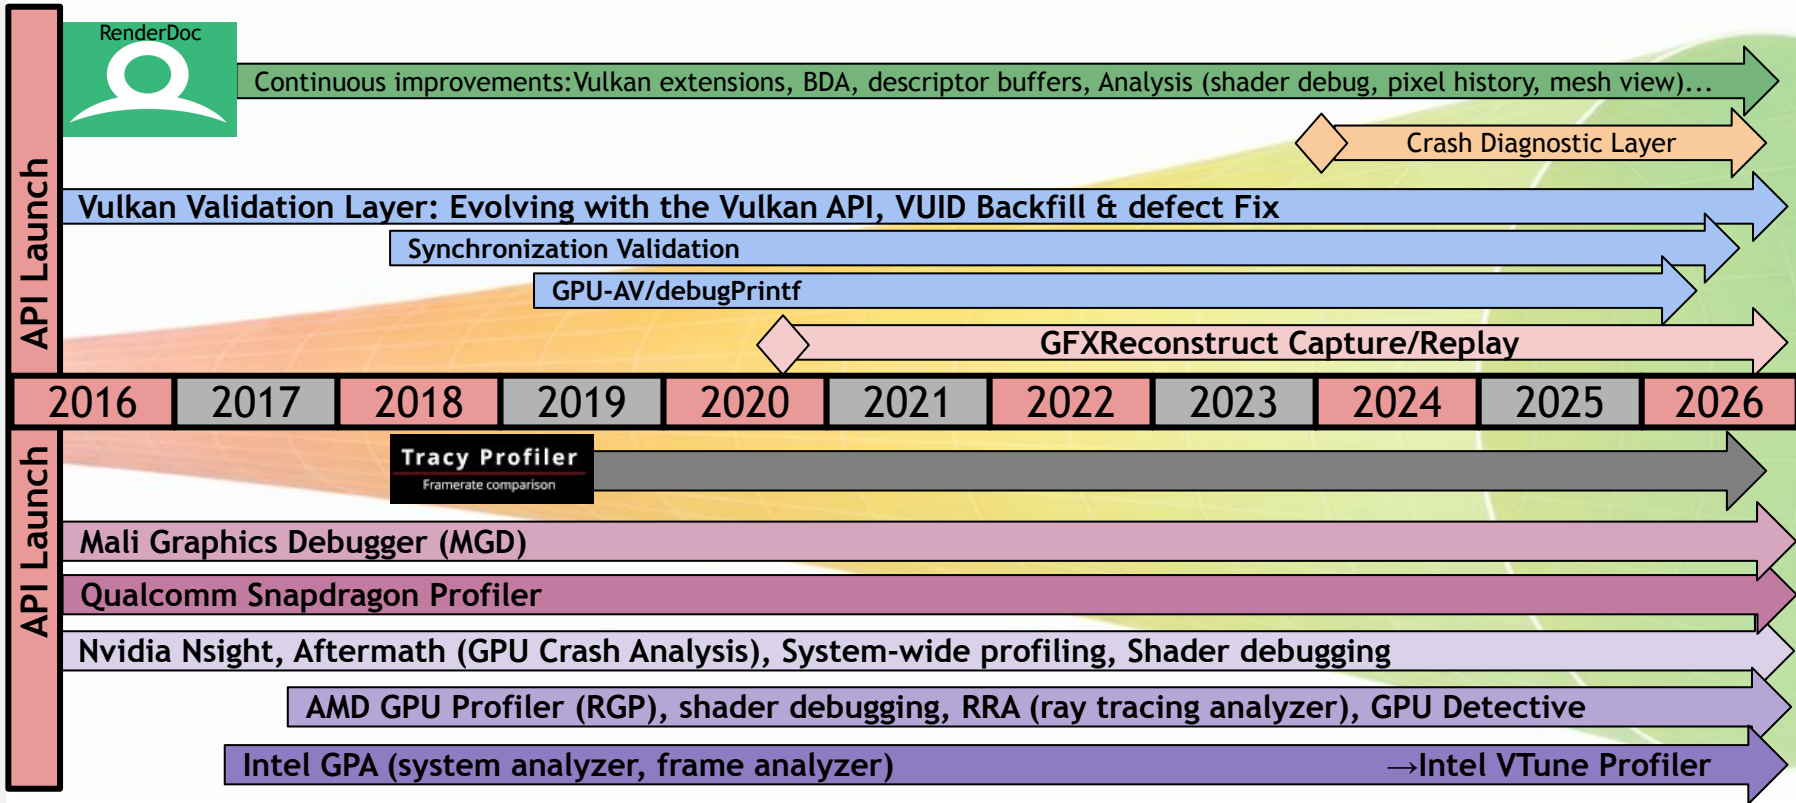 RenderDoc
Continuous improvements:Vulkan extensions, BDA, descriptor buffers, Analysis (shader debug, pixel history, mesh view)...
Crash Diagnostic Layer
API Launch
Vulkan Validation Layer: Evolving with the Vulkan API, VUID Backfill & defect Fix
Synchronization Validation
GPU-AV/debugPrintf
GFXReconstruct Capture/Replay
2016 2017 2018 2019 2020 2021 2022 2023 2024 2025 2026
API Launch
Tracy Profiler
Framerate comparison
Mali Graphics Debugger (MGD)
Qualcomm Snapdragon Profiler
Nvidia Nsight, Aftermath (GPU Crash Analysis), System-wide profiling, Shader debugging
AMD GPU Profiler (RGP), shader debugging, RRA (ray tracing analyzer), GPU Detective
Intel GPA (system analyzer, frame analyzer) →Intel VTune Profiler